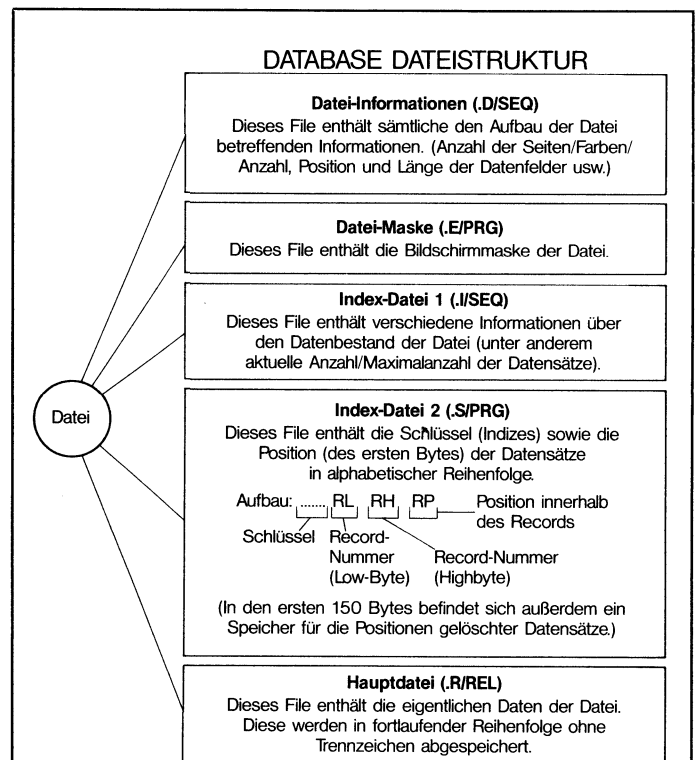 DATABASE DATEISTRUKTUR
Datei-Informationen (.D/SEQ)
Dieses File enthält sämtliche den Aufbau der Datei
betreffenden Informationen. (Anzahl der Seiten/Farben/
Anzahl, Position und Länge der Datenfelder usw.)
Datei-Maske (.E/PRG)
Dieses File enthält die Bildschirmmaske der Datei.
Index-Datei 1 (.I/SEQ)
Dieses File enthält verschiedene Informationen über
den Datenbestand der Datei (unter anderem
aktuelle Anzahl/Maximalanzahl der Datensätze).
Datei
Index-Datei 2 (.S/PRG)
Dieses File enthält die Schlüssel (Indizes) sowie die
Position (des ersten Bytes) der Datensätze
in alphabetischer Reihenfolge.
Aufbau: ...... RL RH RP Position innerhalb
des Records
Schlüssel Record-
Nummer Record-Nummer
(Low-Byte) (Highbyte)
(In den ersten 150 Bytes befindet sich außerdem ein
Speicher für die Positionen gelöschter Datensätze.)
Hauptdatei (.R/REL)
Dieses File enthält die eigentlichen Daten der Datei.
Diese werden in fortlaufender Reihenfolge ohne
Trennzeichen abgespeichert.